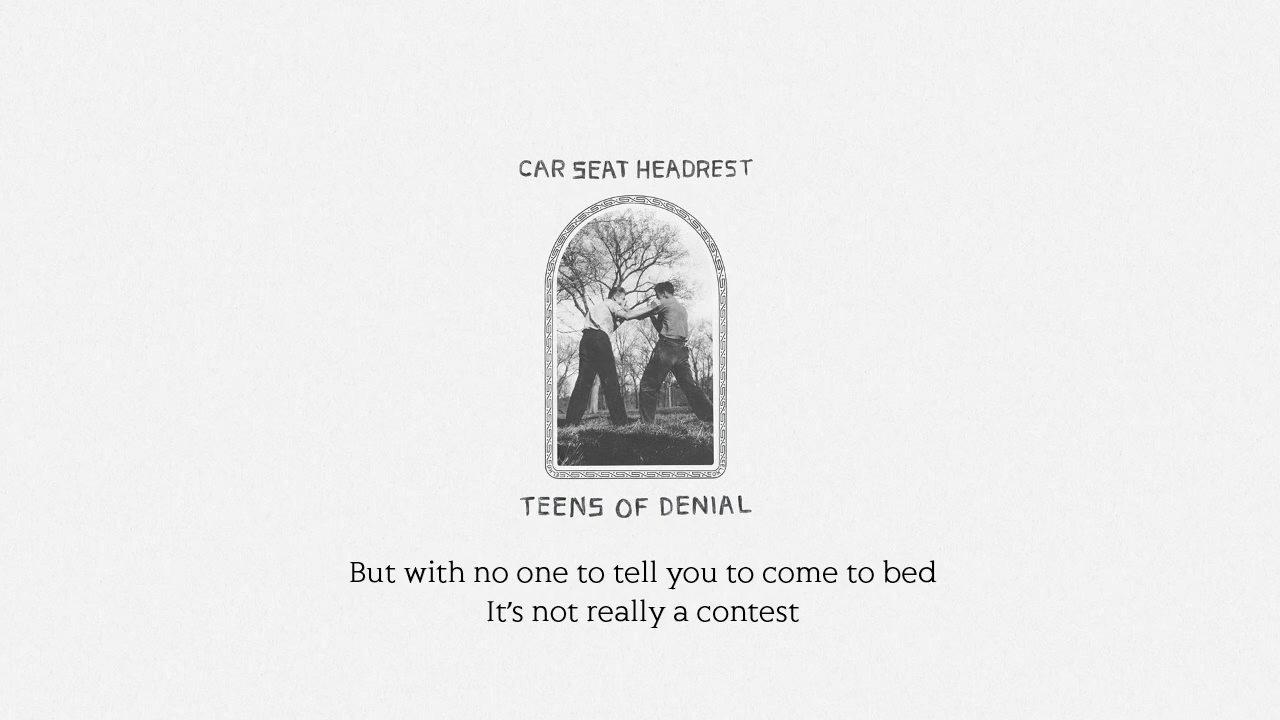 CAR SEAT HEADREST
TEENS OF DENIAL
But with no one to tell you to come to bed
It's not really a contest